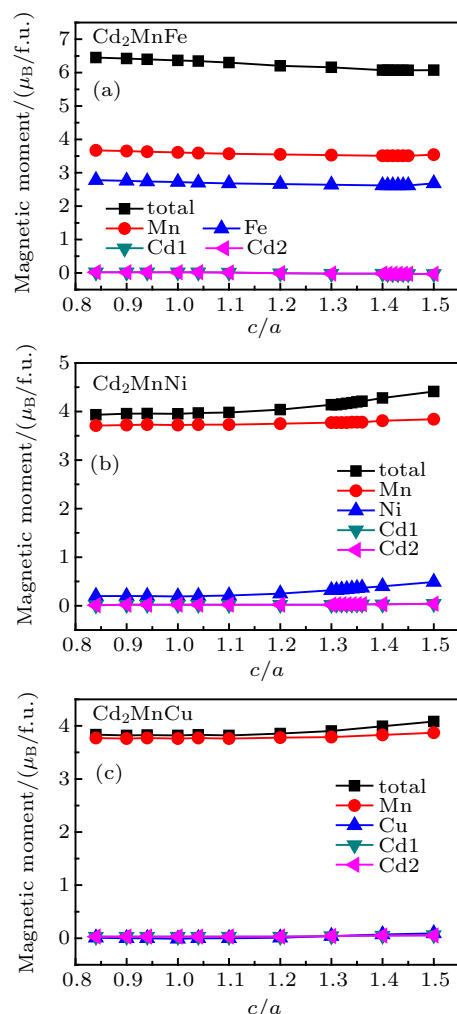 Cd₂MnFe
(a)
Magnetic moment/(μB/f.u.)
7
6
5
4
3
2
1
0
total
Mn Fe
Cd1 Cd2
0.8 0.9 1.0 1.1 1.2 1.3 1.4 1.5
c/a
Cd₂MnNi
(b)
Magnetic moment/(μB/f.u.)
5
4
3
2
1
0
total
Mn
Ni
Cd1
Cd2
0.8 0.9 1.0 1.1 1.2 1.3 1.4 1.5
c/a
Cd₂MnCu
(c)
Magnetic moment/(μB/f.u.)
5
4
3
2
1
0
total
Mn
Cu
Cd1
Cd2
0.8 0.9 1.0 1.1 1.2 1.3 1.4 1.5
c/a